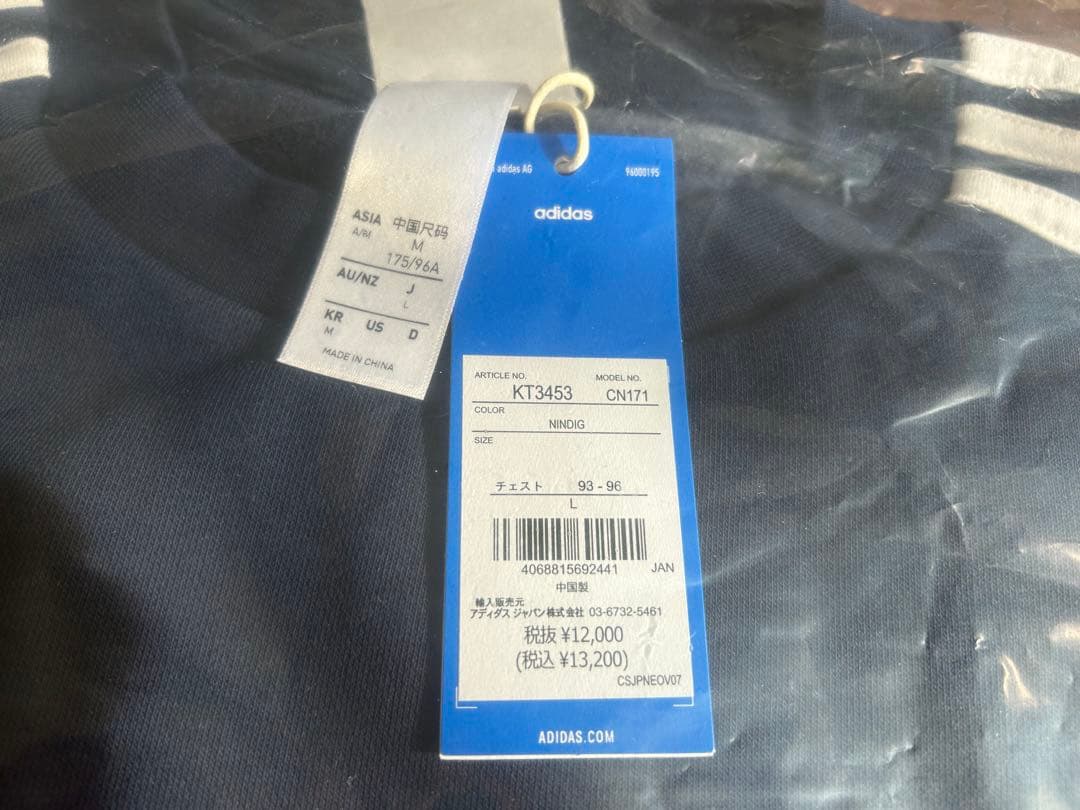 ASIA 中国尺码
A/M M
175/96A
AU/NZ J
L
KR US D
M
MADE IN CHINA
adidas AG 96000195
adidas
ARTICLE NO. MODEL NO.
KT3453 CN171
COLOR
NINDIG
SIZE
チェスト 93 - 96
L
4068815692441 JAN
中国製
輸入販売元
アディダス ジャパン株式会社 03-6732-5461
税抜 ¥12,000
(税込 ¥13,200)
CSJPNEOV07
ADIDAS.COM